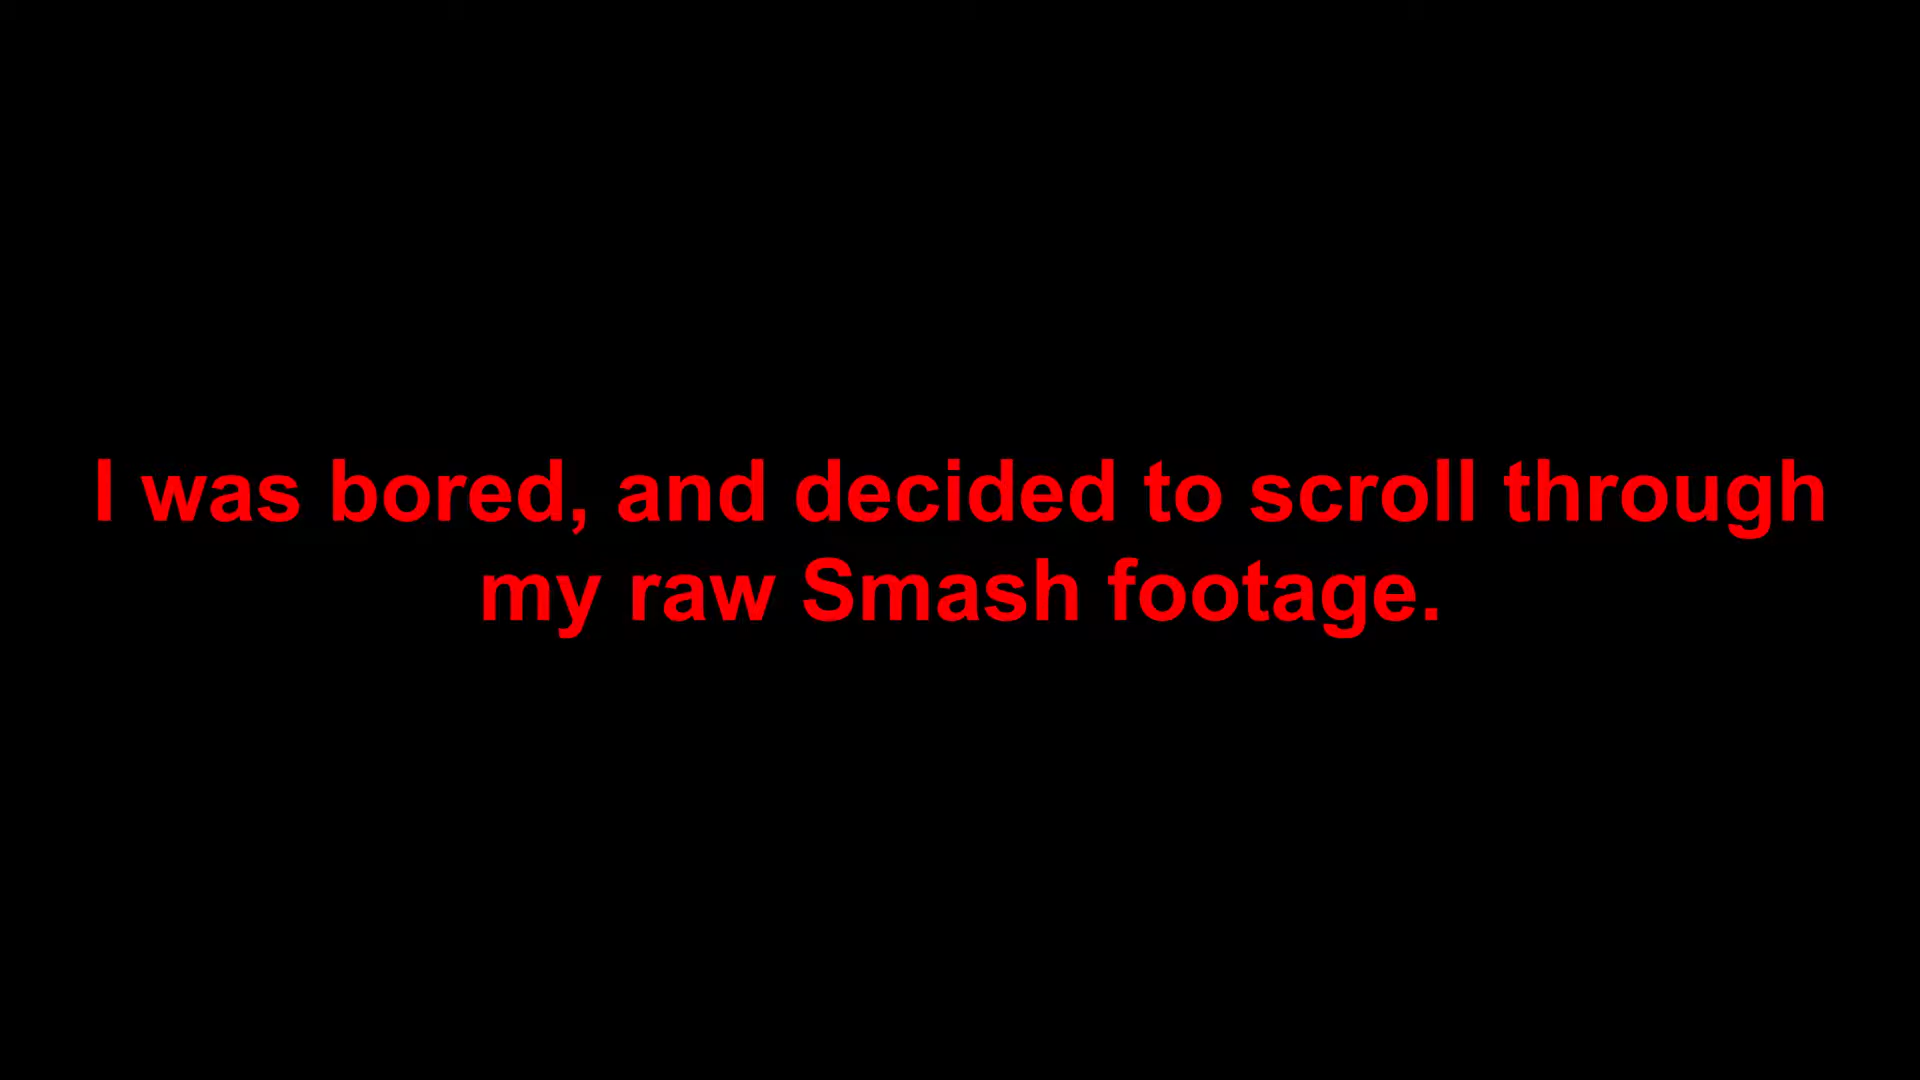 I was bored, and decided to scroll through
my raw Smash footage.